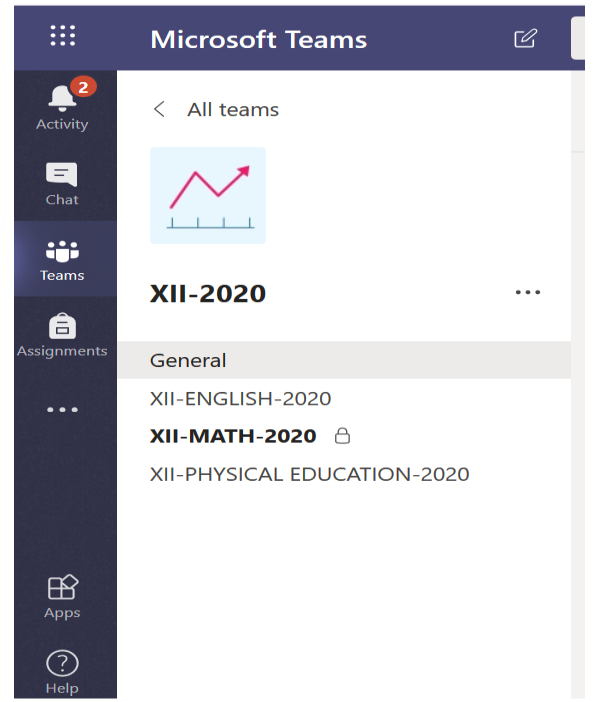 Microsoft Teams
2
Activity
Chat
Teams
Assignments
Apps
Help
All teams
XII-2020
General
XII-ENGLISH-2020
XII-MATH-2020
XII-PHYSICAL EDUCATION-2020